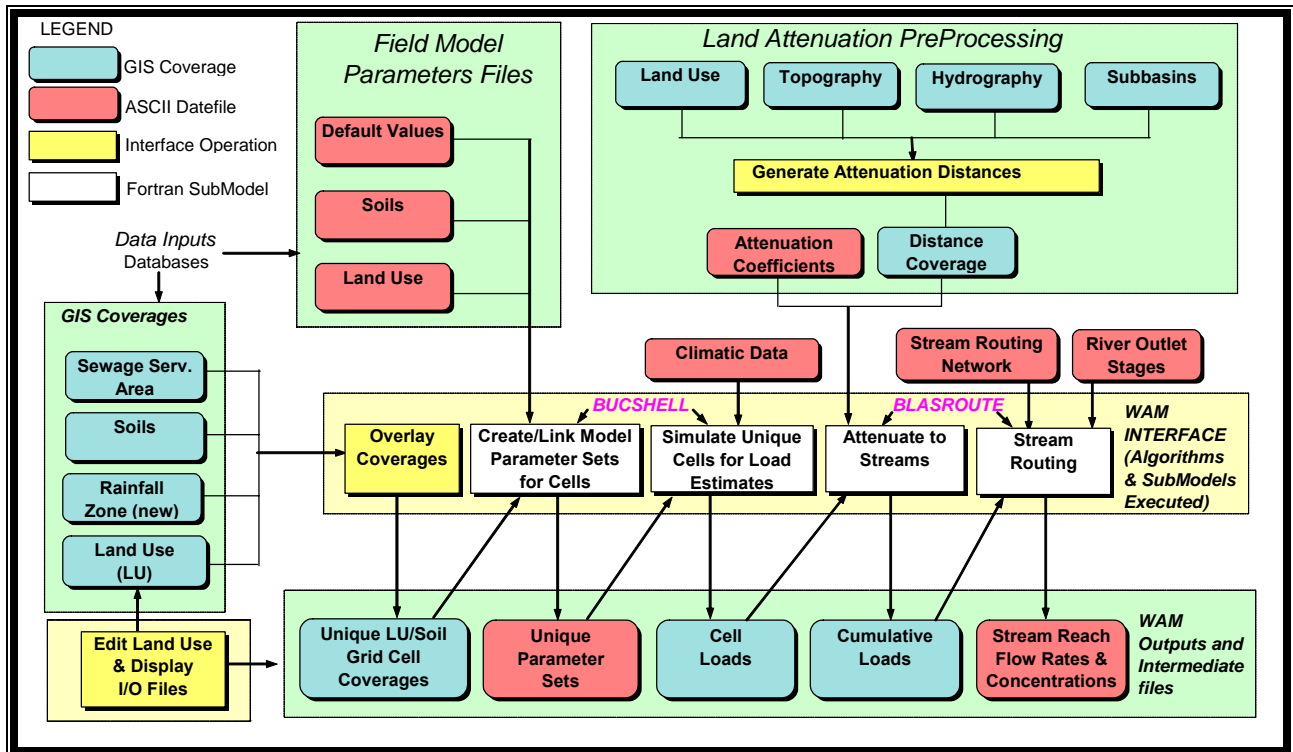 LEGEND
GIS Coverage
ASCII Datefile
Interface Operation
Fortran SubModel
Field Model
Parameters Files
Default Values
Soils
Land Use
Land Attenuation PreProcessing
Land Use
Topography
Hydrography
Subbasins
Generate Attenuation Distances
Attenuation
Coefficients
Distance
Coverage
Data Inputs
Databases
GIS Coverages
Sewage Serv.
Area
Soils
Rainfall
Zone (new)
Land Use
(LU)
Climatic Data
Stream Routing
Network
River Outlet
Stages
BUCSHELL
BLASROUTE
Overlay
Coverages
Create/Link Model
Parameter Sets
for Cells
Simulate Unique
Cells for Load
Estimates
Attenuate to
Streams
Stream
Routing
WAM
INTERFACE
(Algorithms
& SubModels
Executed)
Edit Land Use
& Display
I/O Files
Unique LU/Soil
Grid Cell
Coverages
Unique
Parameter
Sets
Cell
Loads
Cumulative
Loads
Stream Reach
Flow Rates &
Concentrations
WAM
Outputs and
Intermediate
files